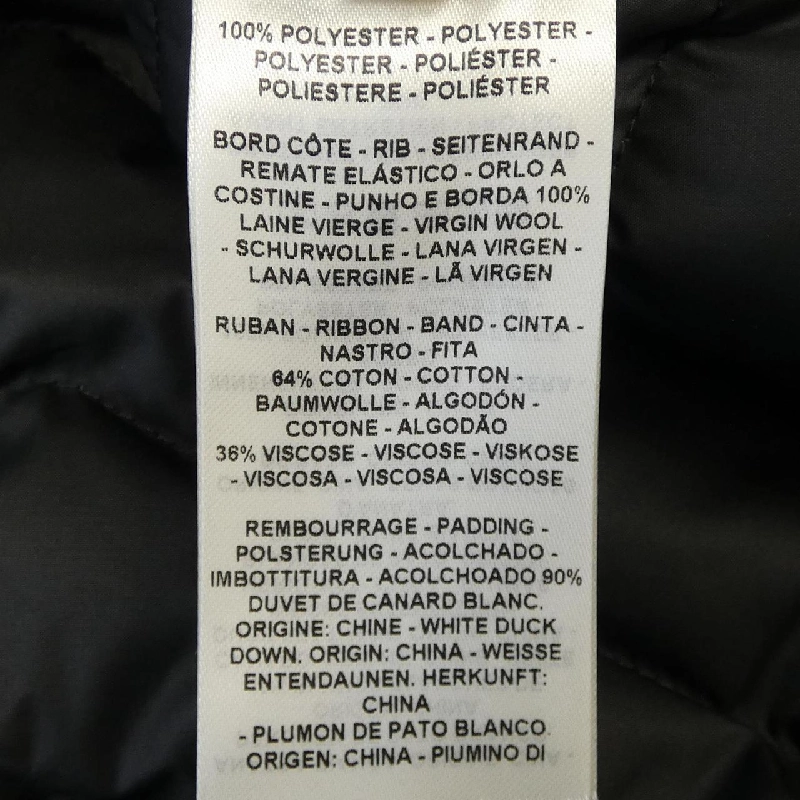 100% POLYESTER - POLYESTER -
POLYESTER - POLIÉSTER -
POLIESTERE - POLIÉSTER
BORD CÔTE - RIB - SEITENRAND -
REMATE ELÁSTICO - ORLO A
COSTINE - PUNHO E BORDA 100%
LAINE VIERGE - VIRGIN WOOL
- SCHURWOLLE - LANA VIRGEN -
LANA VERGINE - LÃ VIRGEN
RUBAN - RIBBON - BAND - CINTA -
NASTRO - FITA
64% COTON - COTTON -
BAUMWOLLE - ALGODÓN -
COTONE - ALGODÃO
36% VISCOSE - VISCOSE - VISKOSE
- VISCOSA - VISCOSA - VISCOSE
REMBOURRAGE - PADDING -
POLSTERUNG - ACOLCHADO -
IMBOTTITURA - ACOLCHOADO 90%
DUVET DE CANARD BLANC.
ORIGINE: CHINE - WHITE DUCK
DOWN. ORIGIN: CHINA - WEISSE
ENTENDAUNEN. HERKUNFT:
CHINA
- PLUMON DE PATO BLANCO.
ORIGEN: CHINA - PIUMINO DI